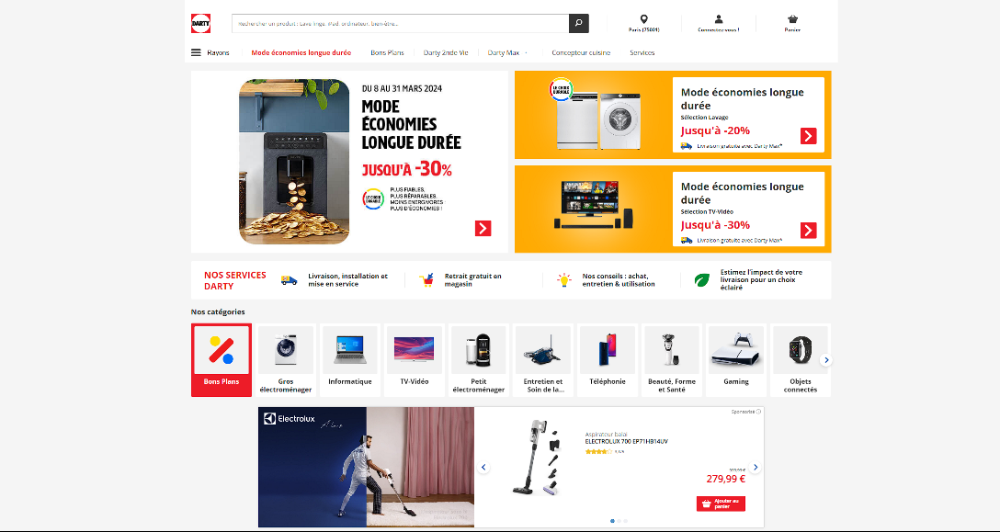 DARTY
Rechercher un produit : Lave linge, iPad, ordinateur, bien-être...
Paris (75001)
Connectez-vous !
Panier
Rayons
Mode économies longue durée
Bons Plans
Darty 2nde Vie
Darty Max
Concepteur cuisine
Services
DU 8 AU 31 MARS 2024
MODE
ÉCONOMIES
LONGUE DURÉE
JUSQU'À -30%
LE CHOIX
DURABLE
PLUS FIABLES,
PLUS RÉPARABLES,
MOINS ENERGIVORES
PLUS D'ÉCONOMIES !
LE CHOIX
DURABLE
Mode économies longue
durée
Sélection Lavage
Jusqu'à -20%
Livraison gratuite avec Darty Max*
Mode économies longue
durée
Sélection TV-Vidéo
Jusqu'à -30%
Livraison gratuite avec Darty Max*
NOS SERVICES
DARTY
Livraison, installation et
mise en service
Retrait gratuit en
magasin
Nos conseils : achat,
entretien & utilisation
Estimez l'impact de votre
livraison pour un choix
éclairé
Nos catégories
Bons Plans
Gros
électroménager
Informatique
TV-Vidéo
Petit
électroménager
Entretien et
Soin de la...
Téléphonie
Beauté, Forme
et Santé
Gaming
Objets
connectés
Electrolux
Sponsorisé
Aspirateur balai
ELECTROLUX 700 EP71HB14UV
279,99 €
Ajouter au
panier